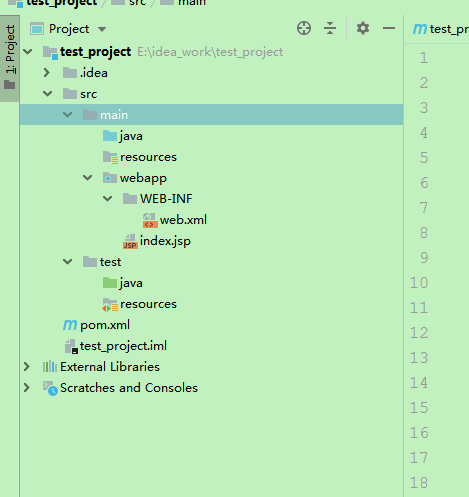 test_project src main
1: Project
Project
test_pr
test_project E:\idea_work\test_project
.idea
src
main
java
resources
webapp
WEB-INF
web.xml
index.jsp
test
java
resources
pom.xml
test_project.iml
External Libraries
Scratches and Consoles
1
2
3
4
5
6
7
8
9
10
11
12
13
14
15
16
17
18